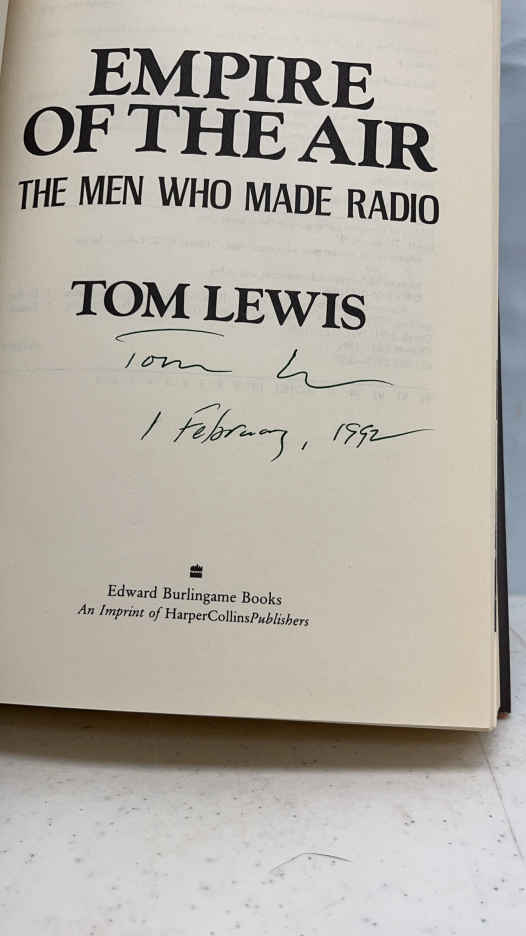 EMPIRE
OF THE AIR
THE MEN WHO MADE RADIO
TOM LEWIS
Tom L
1 February, 1992
Edward Burlingame Books
An Imprint of HarperCollinsPublishers